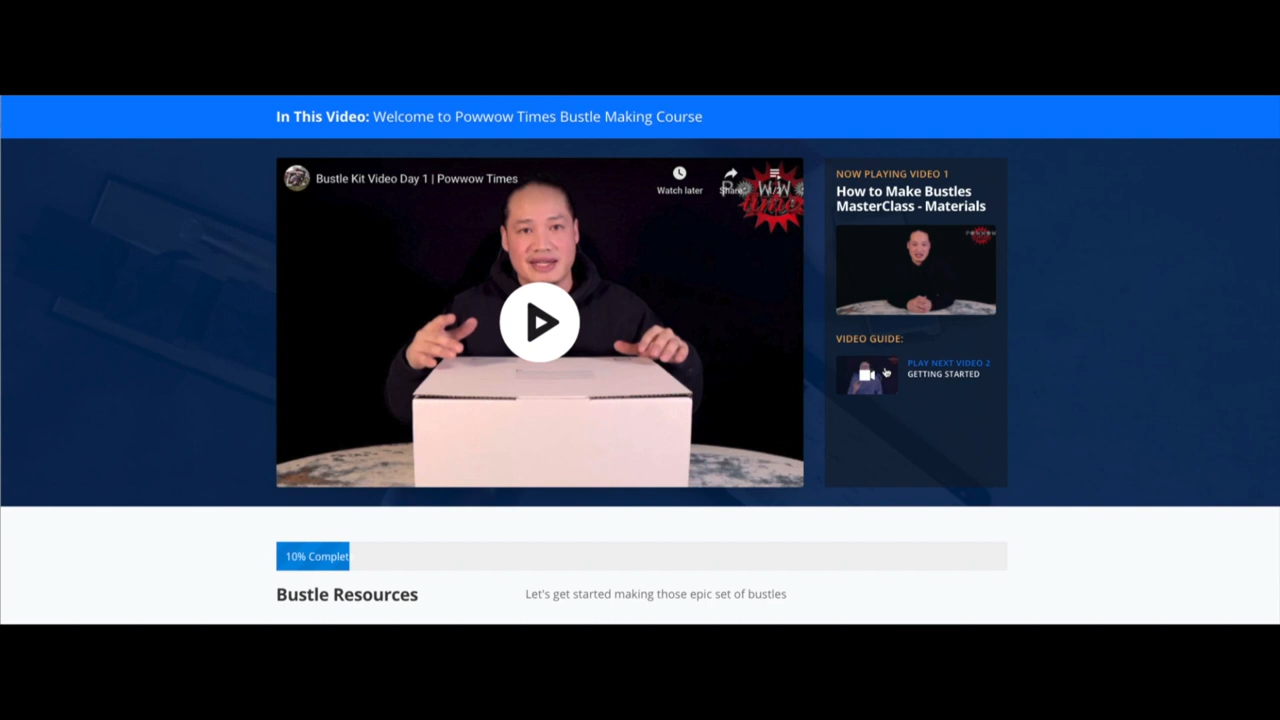 In This Video: Welcome to Powwow Times Bustle Making Course
Bustle Kit Video Day 1 | Powwow Times
Watch later
Share
times
NOW PLAYING VIDEO 1
How to Make Bustles
MasterClass - Materials
VIDEO GUIDE:
PLAY NEXT VIDEO 2
GETTING STARTED
10% Complet
Bustle Resources
Let's get started making those epic set of bustles